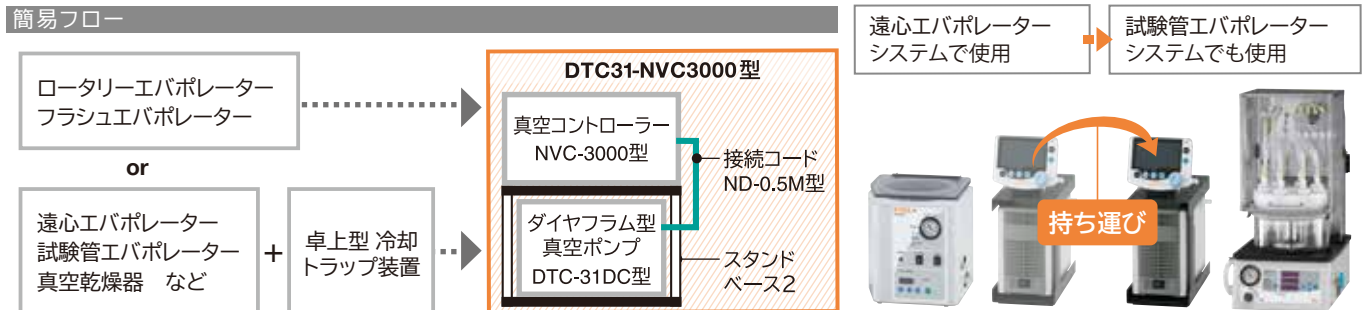 簡易フロー
ロータリーエバポレーター
フラシュエバポレーター
or
遠心エバポレーター
試験管エバポレーター
真空乾燥器 など
+
卓上型 冷却
トラップ装置
DTC31-NVC3000型
真空コントローラー
NVC-3000型
接続コード
ND-0.5M型
ダイヤフラム型
真空ポンプ
DTC-31DC型
スタンド
ベース2
遠心エバポレーター
システムで使用
試験管エバポレーター
システムでも使用
持ち運び